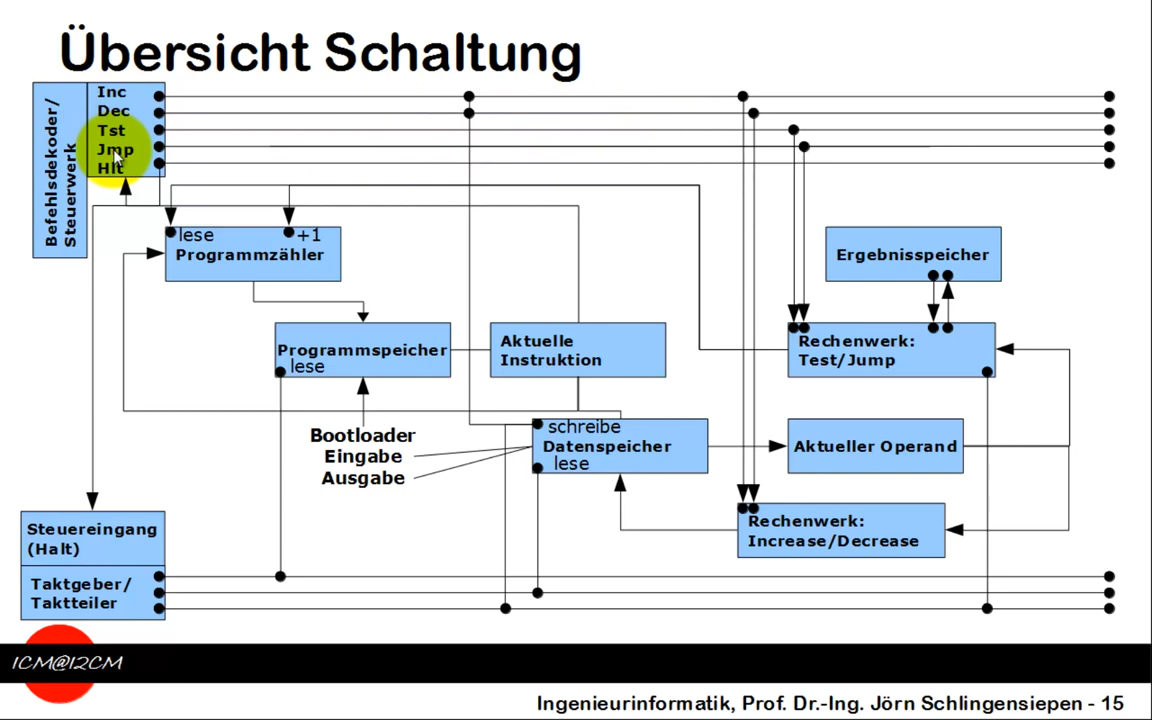 Übersicht Schaltung
Befehlsdekoder/
Steuerwerk
Inc
Dec
Tst
Jmp
Hlt
lese
+1
Programmzähler
Ergebnisspeicher
Programmspeicher
lese
Aktuelle
Instruktion
Rechenwerk:
Test/Jump
Bootloader
Eingabe
Ausgabe
schreibe
Datenspeicher
lese
Aktueller Operand
Rechenwerk:
Increase/Decrease
Steuereingang
(Halt)
Taktgeber/
Taktteiler
1CM@12CM
Ingenieurinformatik, Prof. Dr.-Ing. Jörn Schlingensiepen - 15